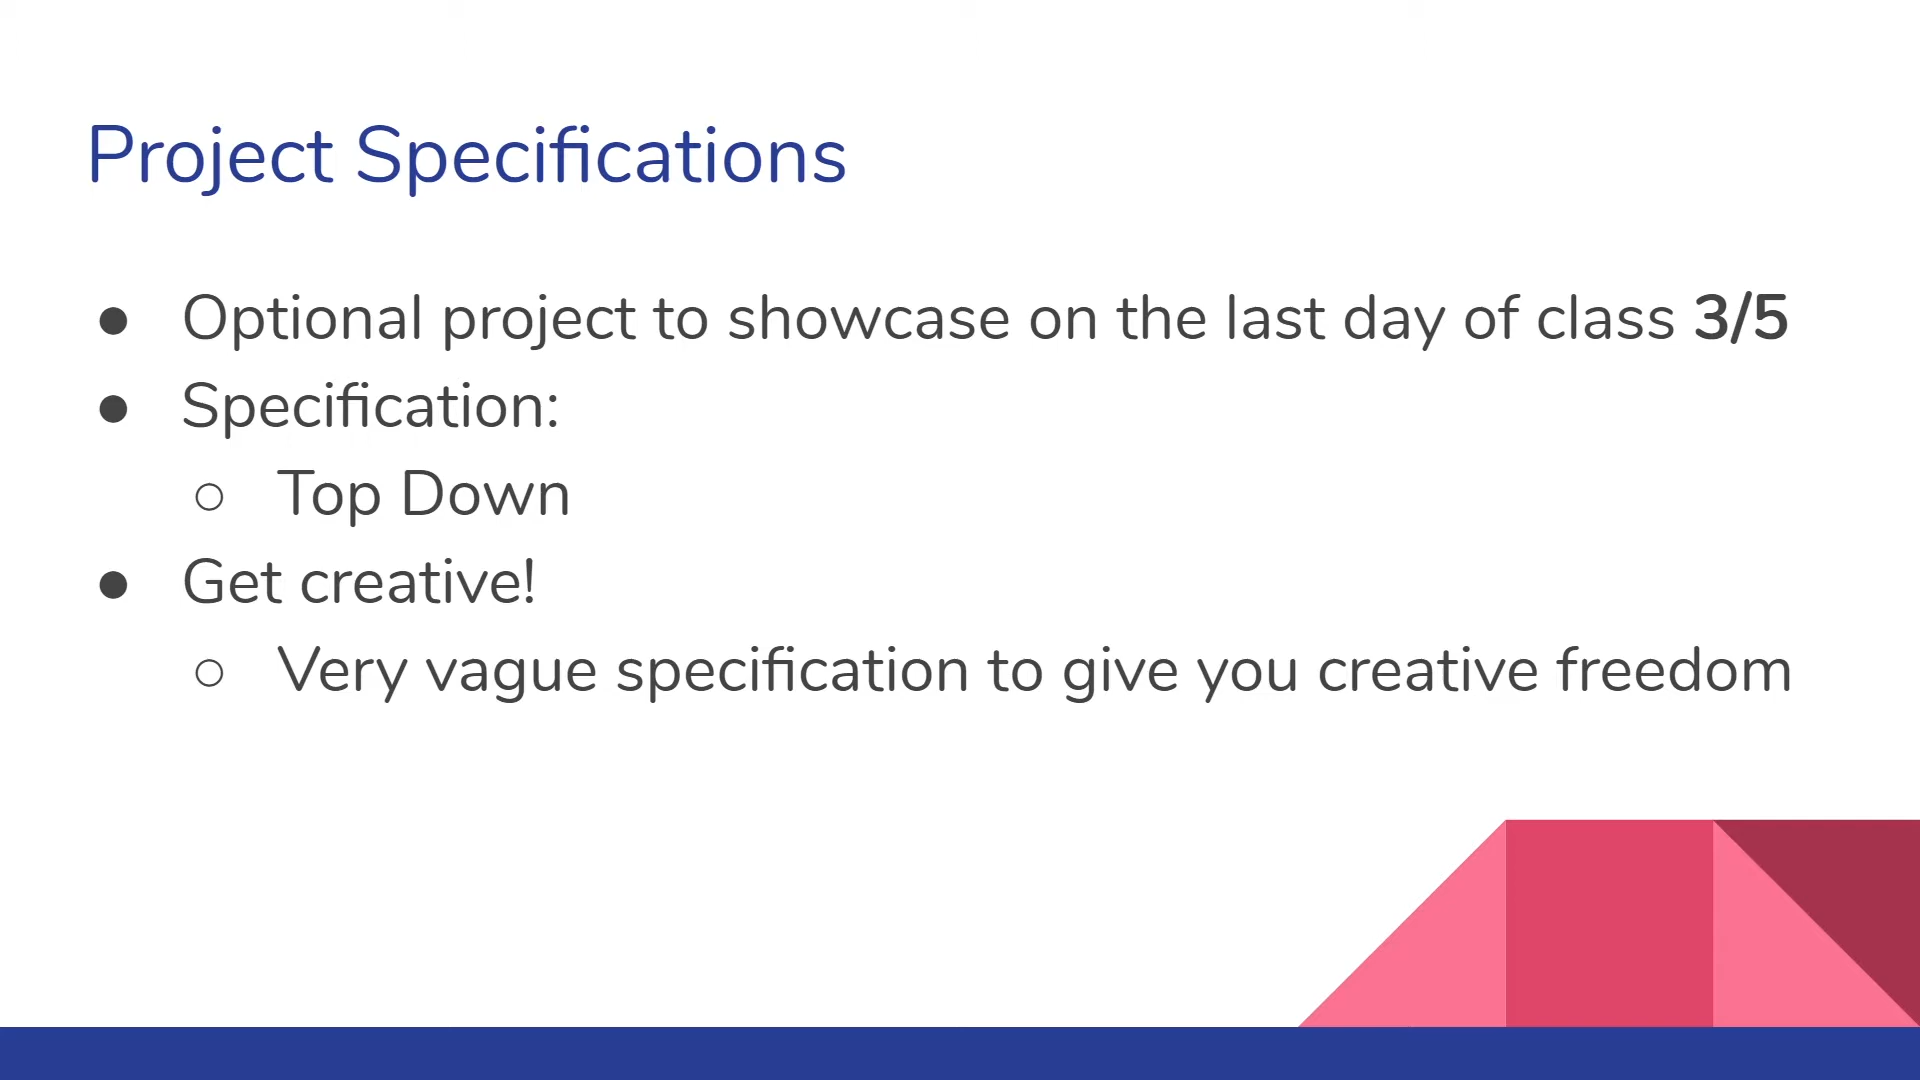 Project Specifications
● Optional project to showcase on the last day of class 3/5
● Specification:
○ Top Down
● Get creative!
○ Very vague specification to give you creative freedom